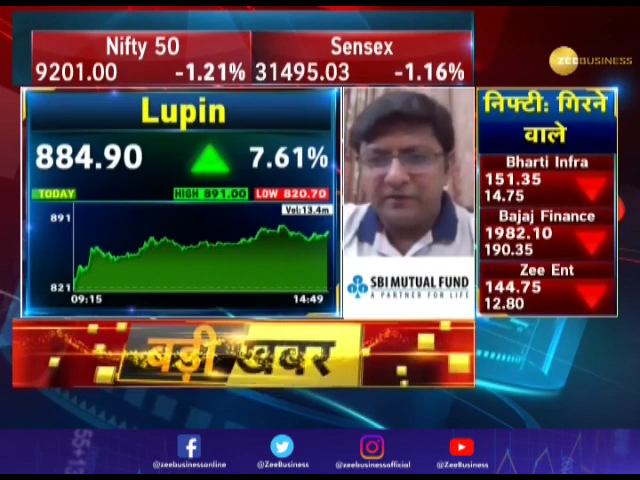 Nifty 50
9201.00 -1.21%
Sensex
31495.03 -1.16%
ZEEBUSINESS
Lupin
884.90 7.61%
TODAY HIGH 891.00 LOW 820.70
Vol:13.4m
891
821
09:15 14:49
SBI MUTUAL FUND
A PARTNER FOR LIFE
निफ्टी: गिरने
वाले
Bharti Infra
151.35
14.75
Bajaj Finance
1982.10
190.35
Zee Ent
144.75
12.80
बड़ी खबर
@zeebusinessonline
@ZeeBusiness
@zeebusinessofficial
@ZeeBusiness